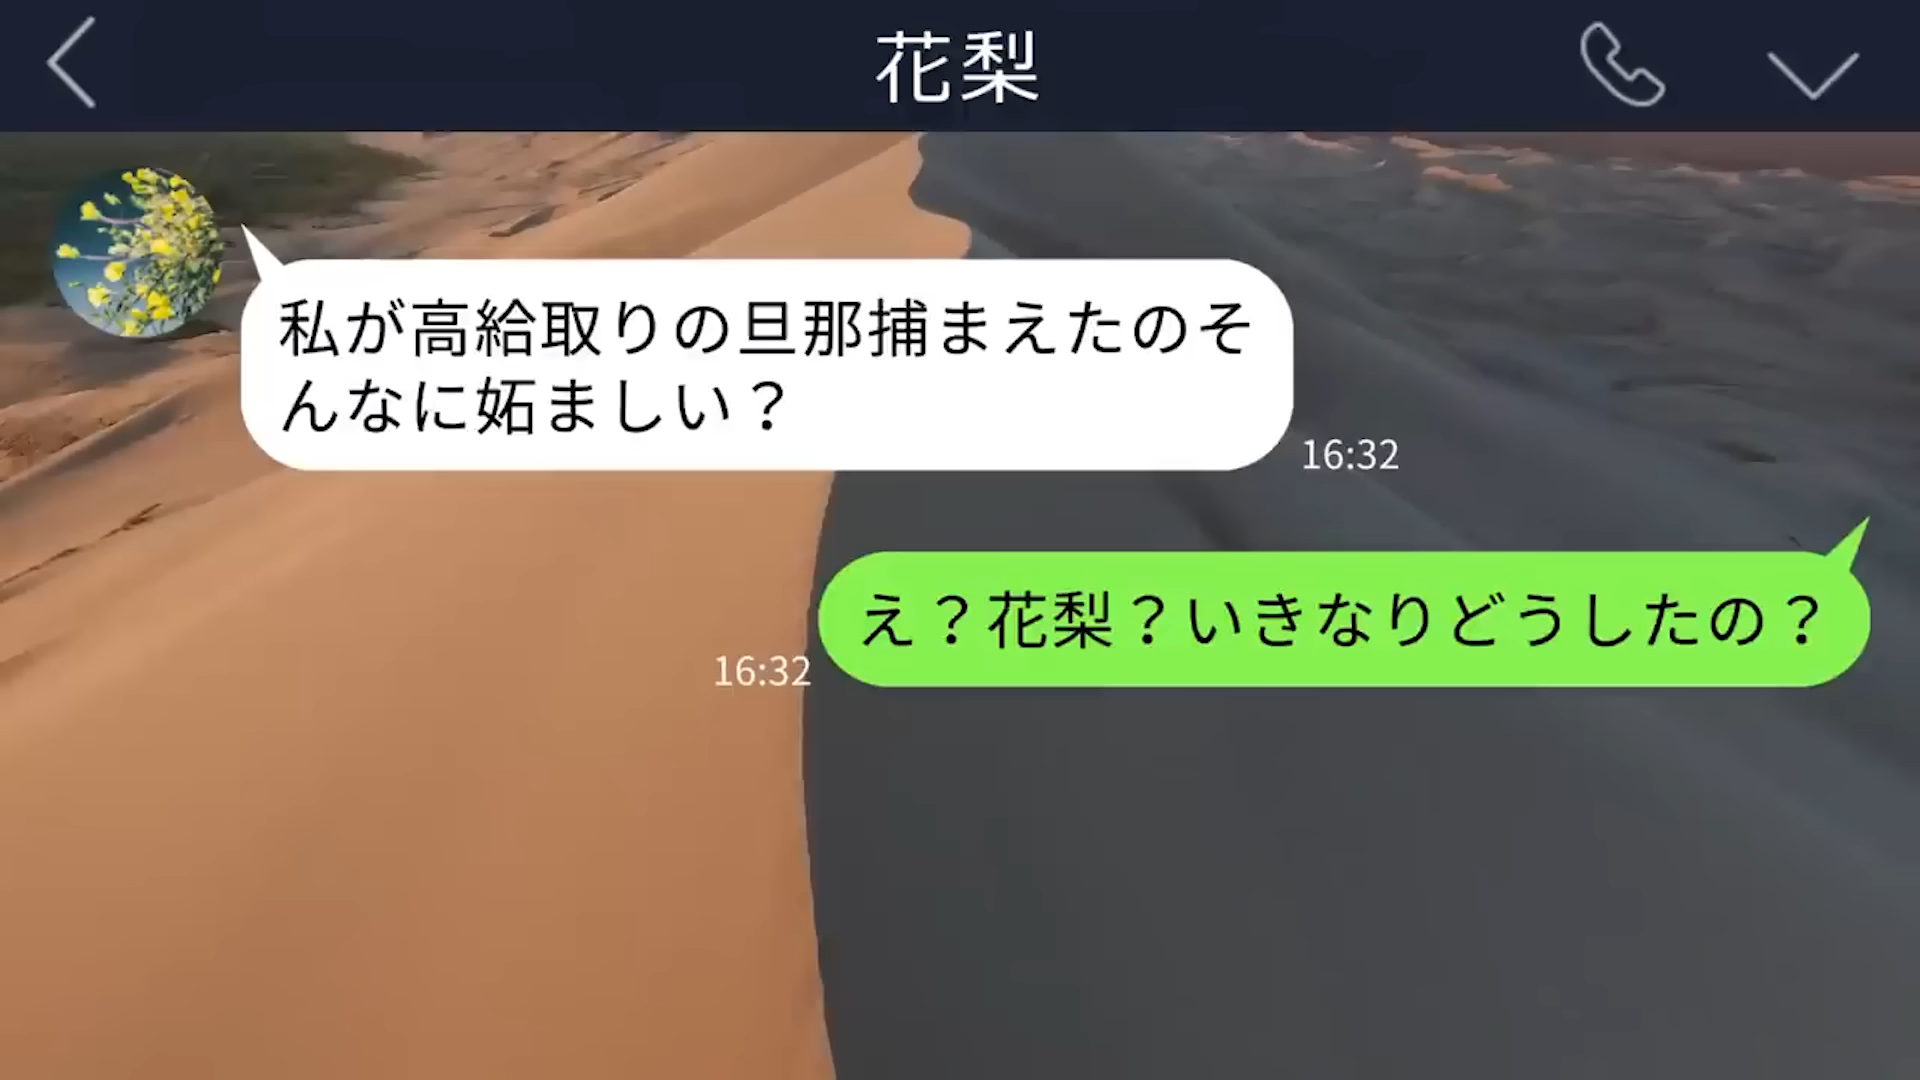 花梨
私が高給取りの旦那捕まえたのそ
んなに妬ましい？
16:32
え？花梨？いきなりどうしたの？
16:32